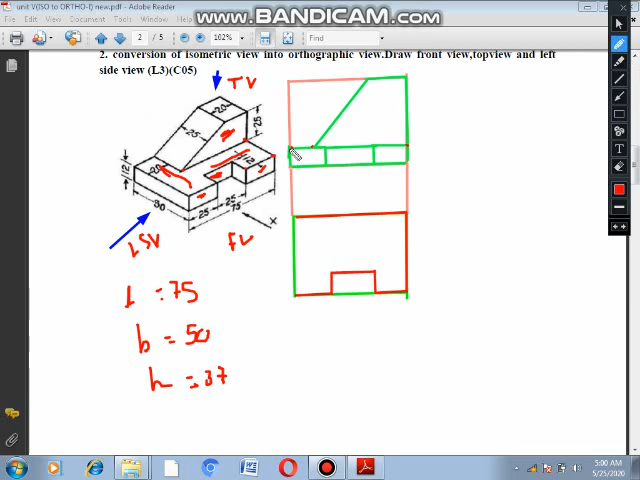 unit V(ISO to ORTHO-I) new.pdf - Adobe Reader
WWW.BANDICAM.COM
File Edit View Window Help
2 / 5 102% Find
2. conversion of isometric view into orthographic view.Draw front view,topview and left
side view (L3)(C05)
TV
20
25
25
12
20
12
30
25
25
75
X
LSV
FV
l = 75
b = 50
h = 37
5:00 AM
5/25/2020